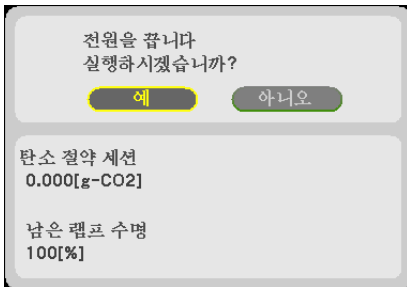 전원을 끕니다
실행하시겠습니까?
예 아니오
탄소 절약 세션
0.000[g-CO2]
남은 램프 수명
100[%]